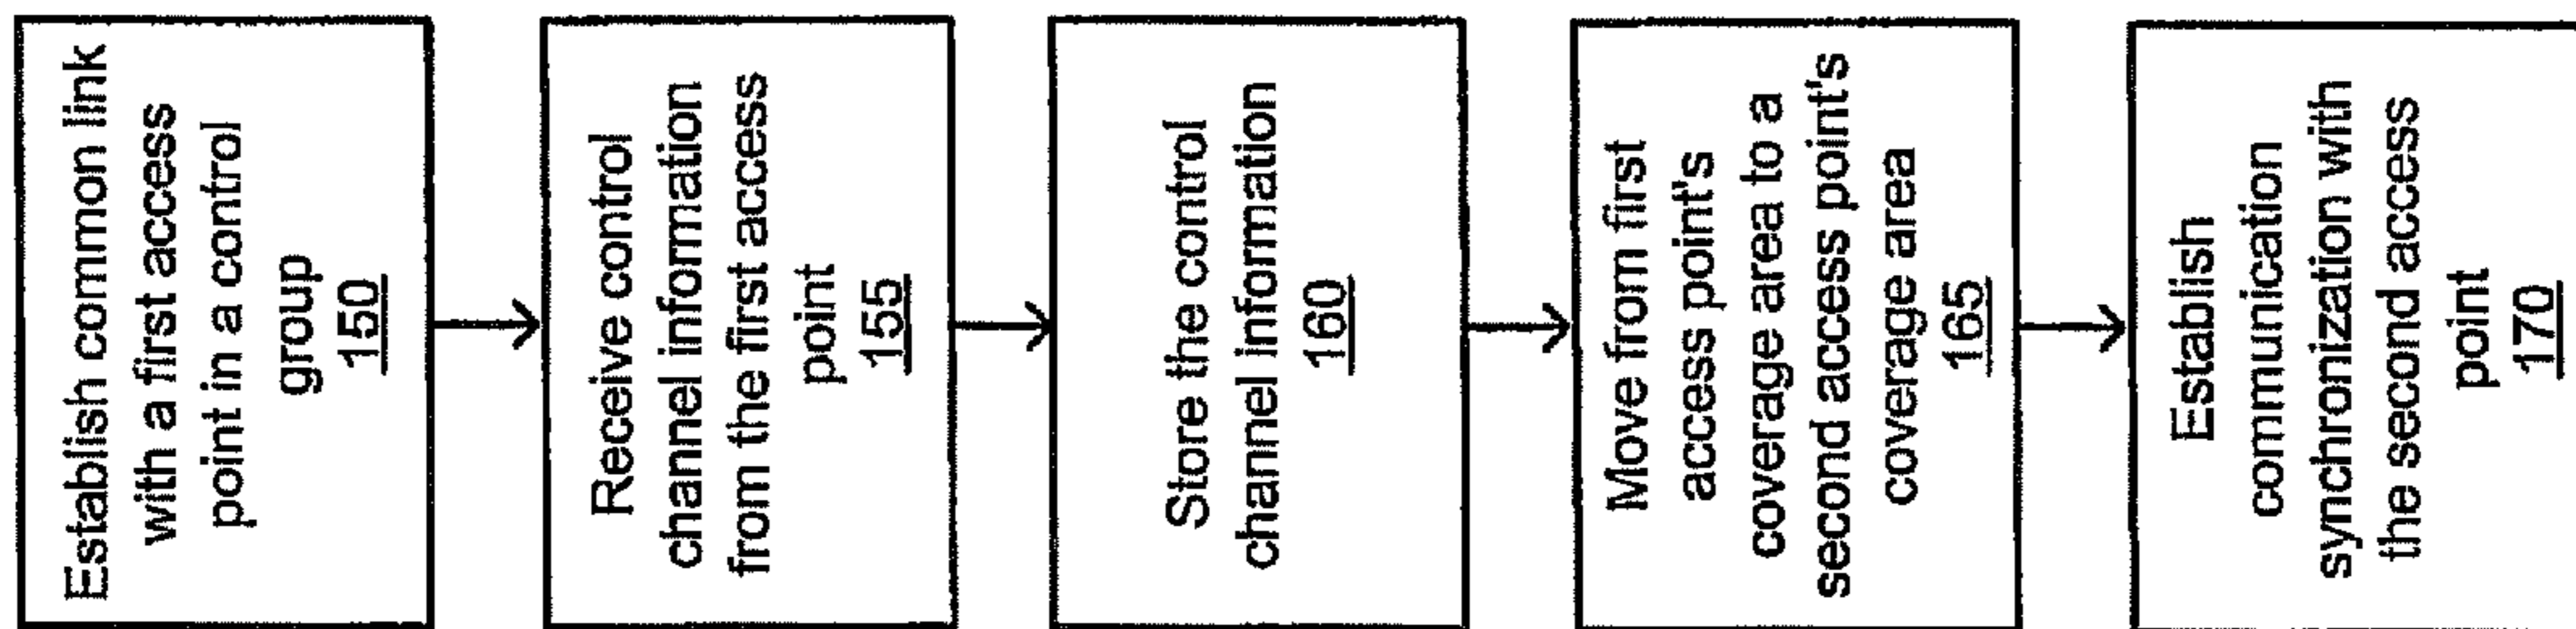 Establish common link
with a first access
point in a control
group
150
Receive control
channel information
from the first access
point
155
Store the control
channel information
160
Move from first
access point's
coverage area to a
second access point's
coverage area
165
Establish
communication
synchronization with
the second access
point
170